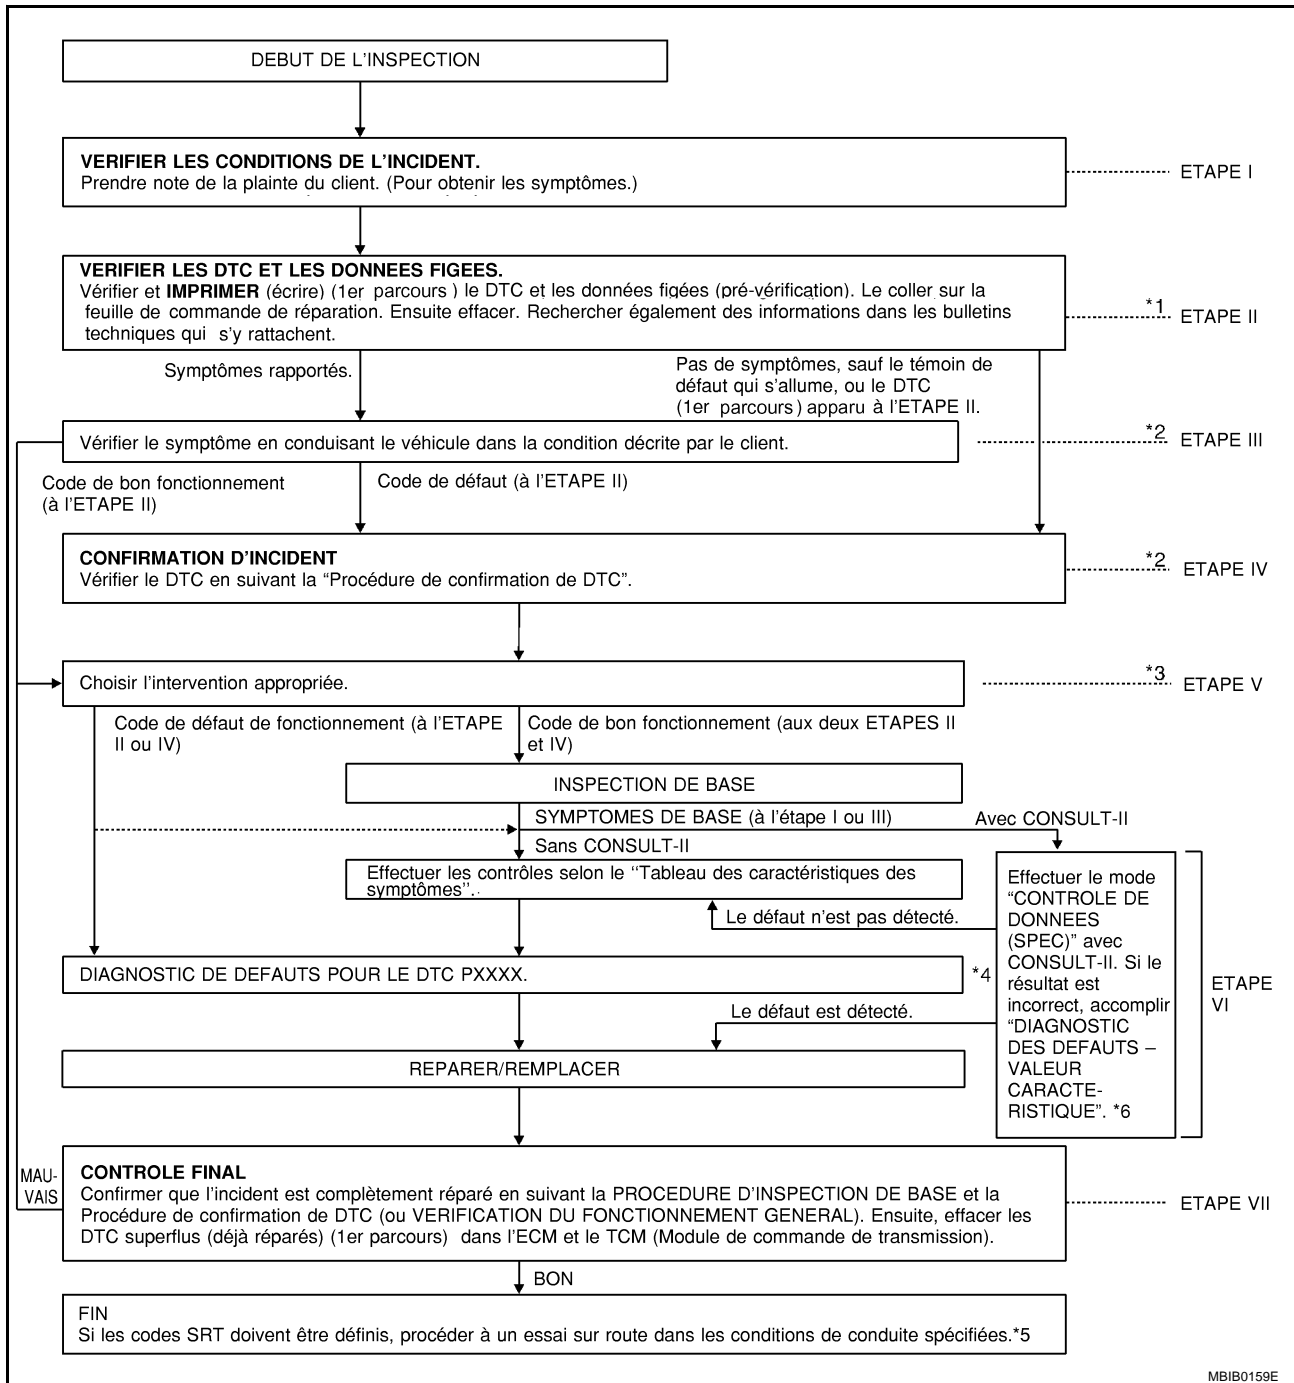 DEBUT DE L'INSPECTION
VERIFIER LES CONDITIONS DE L'INCIDENT.
Prendre note de la plainte du client. (Pour obtenir les symptômes.)
ETAPE I
VERIFIER LES DTC ET LES DONNEES FIGEES.
Vérifier et IMPRIMER (écrire) (1er parcours ) le DTC et les données figées (pré-vérification). Le coller sur la
feuille de commande de réparation. Ensuite effacer. Rechercher également des informations dans les bulletins
techniques qui s'y rattachent.
*1 ETAPE II
Symptômes rapportés.
Pas de symptômes, sauf le témoin de
défaut qui s'allume, ou le DTC
(1er parcours ) apparu à l'ETAPE II.
Vérifier le symptôme en conduisant le véhicule dans la condition décrite par le client.
*2 ETAPE III
Code de bon fonctionnement
(à l'ETAPE II)
Code de défaut (à l'ETAPE II)
CONFIRMATION D'INCIDENT
Vérifier le DTC en suivant la “Procédure de confirmation de DTC”.
*2 ETAPE IV
Choisir l'intervention appropriée.
*3 ETAPE V
Code de défaut de fonctionnement (à l'ETAPE
II ou IV)
Code de bon fonctionnement (aux deux ETAPES II
et IV)
INSPECTION DE BASE
SYMPTOMES DE BASE (à l'étape I ou III)
Avec CONSULT-II
Sans CONSULT-II
Effectuer les contrôles selon le ‘‘Tableau des caractéristiques des
symptômes’’.
Le défaut n'est pas détecté.
Effectuer le mode
“CONTROLE DE
DONNEES
(SPEC)” avec
CONSULT-II. Si le
résultat est
incorrect, accomplir
“DIAGNOSTIC
DES DEFAUTS –
VALEUR
CARACTE-
RISTIQUE”. *6
ETAPE
VI
DIAGNOSTIC DE DEFAUTS POUR LE DTC PXXXX.
*4
Le défaut est détecté.
REPARER/REMPLACER
MAU-
VAIS
CONTROLE FINAL
Confirmer que l'incident est complètement réparé en suivant la PROCEDURE D'INSPECTION DE BASE et la
Procédure de confirmation de DTC (ou VERIFICATION DU FONCTIONNEMENT GENERAL). Ensuite, effacer les
DTC superflus (déjà réparés) (1er parcours) dans l'ECM et le TCM (Module de commande de transmission).
ETAPE VII
BON
FIN
Si les codes SRT doivent être définis, procéder à un essai sur route dans les conditions de conduite spécifiées.*5
MBIB0159E